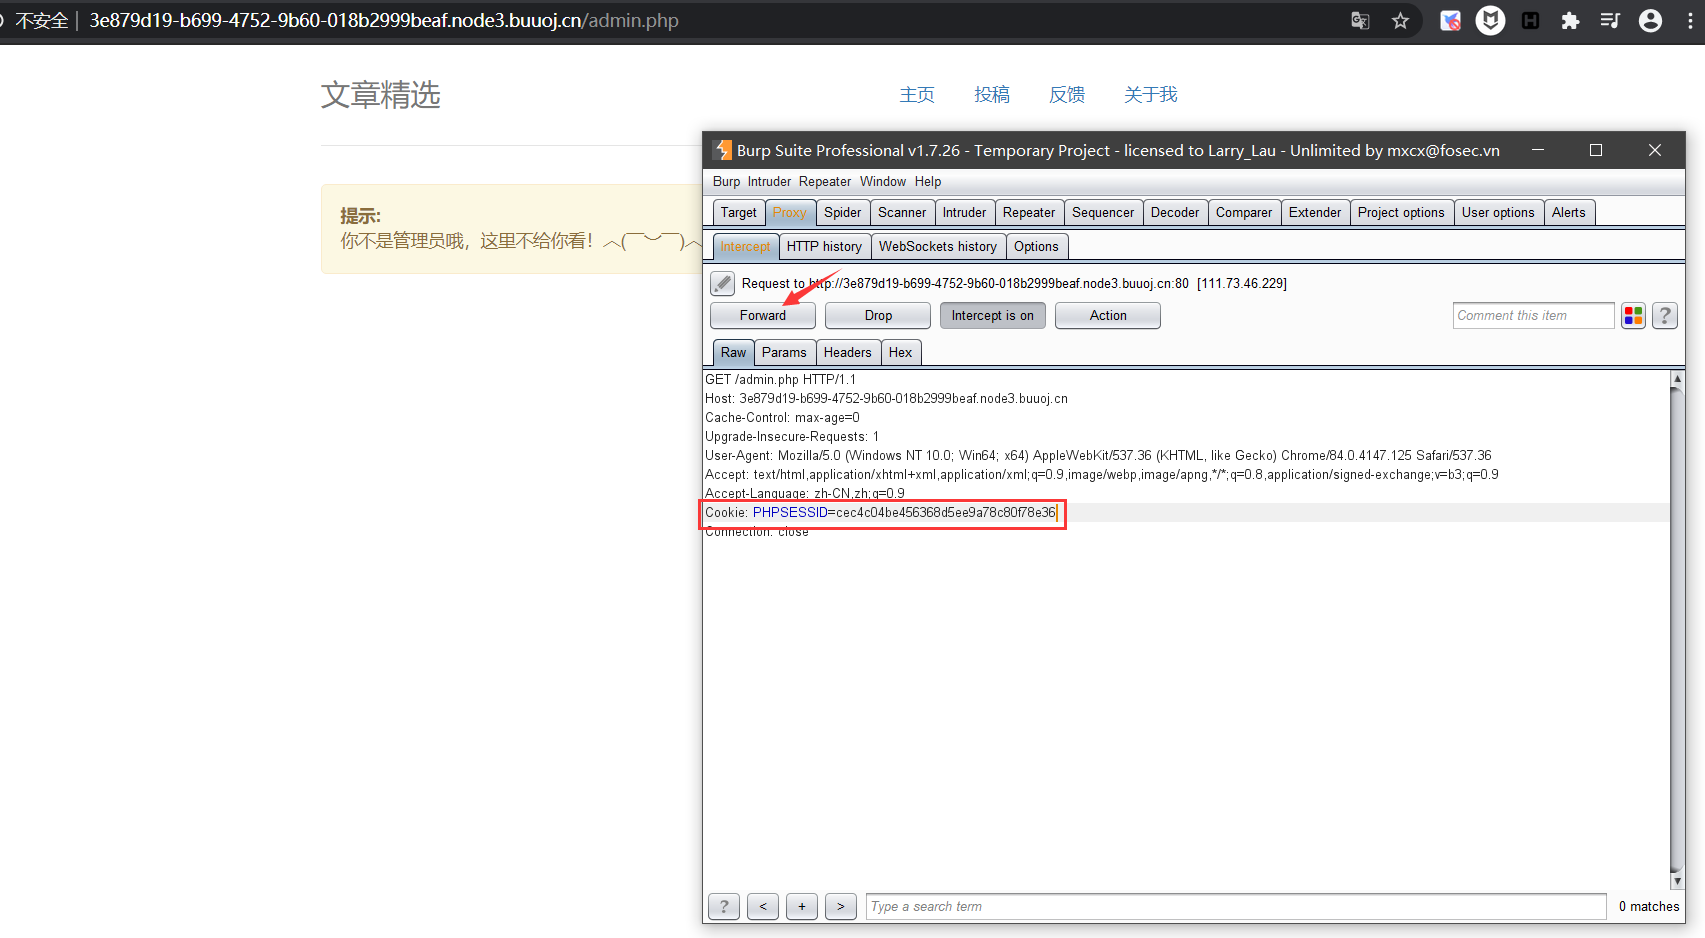 不安全 | 3e879d19-b699-4752-9b60-018b2999beaf.node3.buuoj.cn/admin.php
文章精选
主页 投稿 反馈 关于我
提示:
你不是管理员哦，这里不给你看！︿(￣︶￣)︿
Burp Suite Professional v1.7.26 - Temporary Project - licensed to Larry_Lau - Unlimited by mxcx@fosec.vn
Burp Intruder Repeater Window Help
Target Proxy Spider Scanner Intruder Repeater Sequencer Decoder Comparer Extender Project options User options Alerts
Intercept HTTP history WebSockets history Options
Request to http://3e879d19-b699-4752-9b60-018b2999beaf.node3.buuoj.cn:80 [111.73.46.229]
Forward Drop Intercept is on Action Comment this item ?
Raw Params Headers Hex
GET /admin.php HTTP/1.1
Host: 3e879d19-b699-4752-9b60-018b2999beaf.node3.buuoj.cn
Cache-Control: max-age=0
Upgrade-Insecure-Requests: 1
User-Agent: Mozilla/5.0 (Windows NT 10.0; Win64; x64) AppleWebKit/537.36 (KHTML, like Gecko) Chrome/84.0.4147.125 Safari/537.36
Accept: text/html,application/xhtml+xml,application/xml;q=0.9,image/webp,image/apng,*/*;q=0.8,application/signed-exchange;v=b3;q=0.9
Accept-Language: zh-CN,zh;q=0.9
Cookie: PHPSESSID=cec4c04be456368d5ee9a78c80f78e36
Connection: close
? < + > Type a search term 0 matches